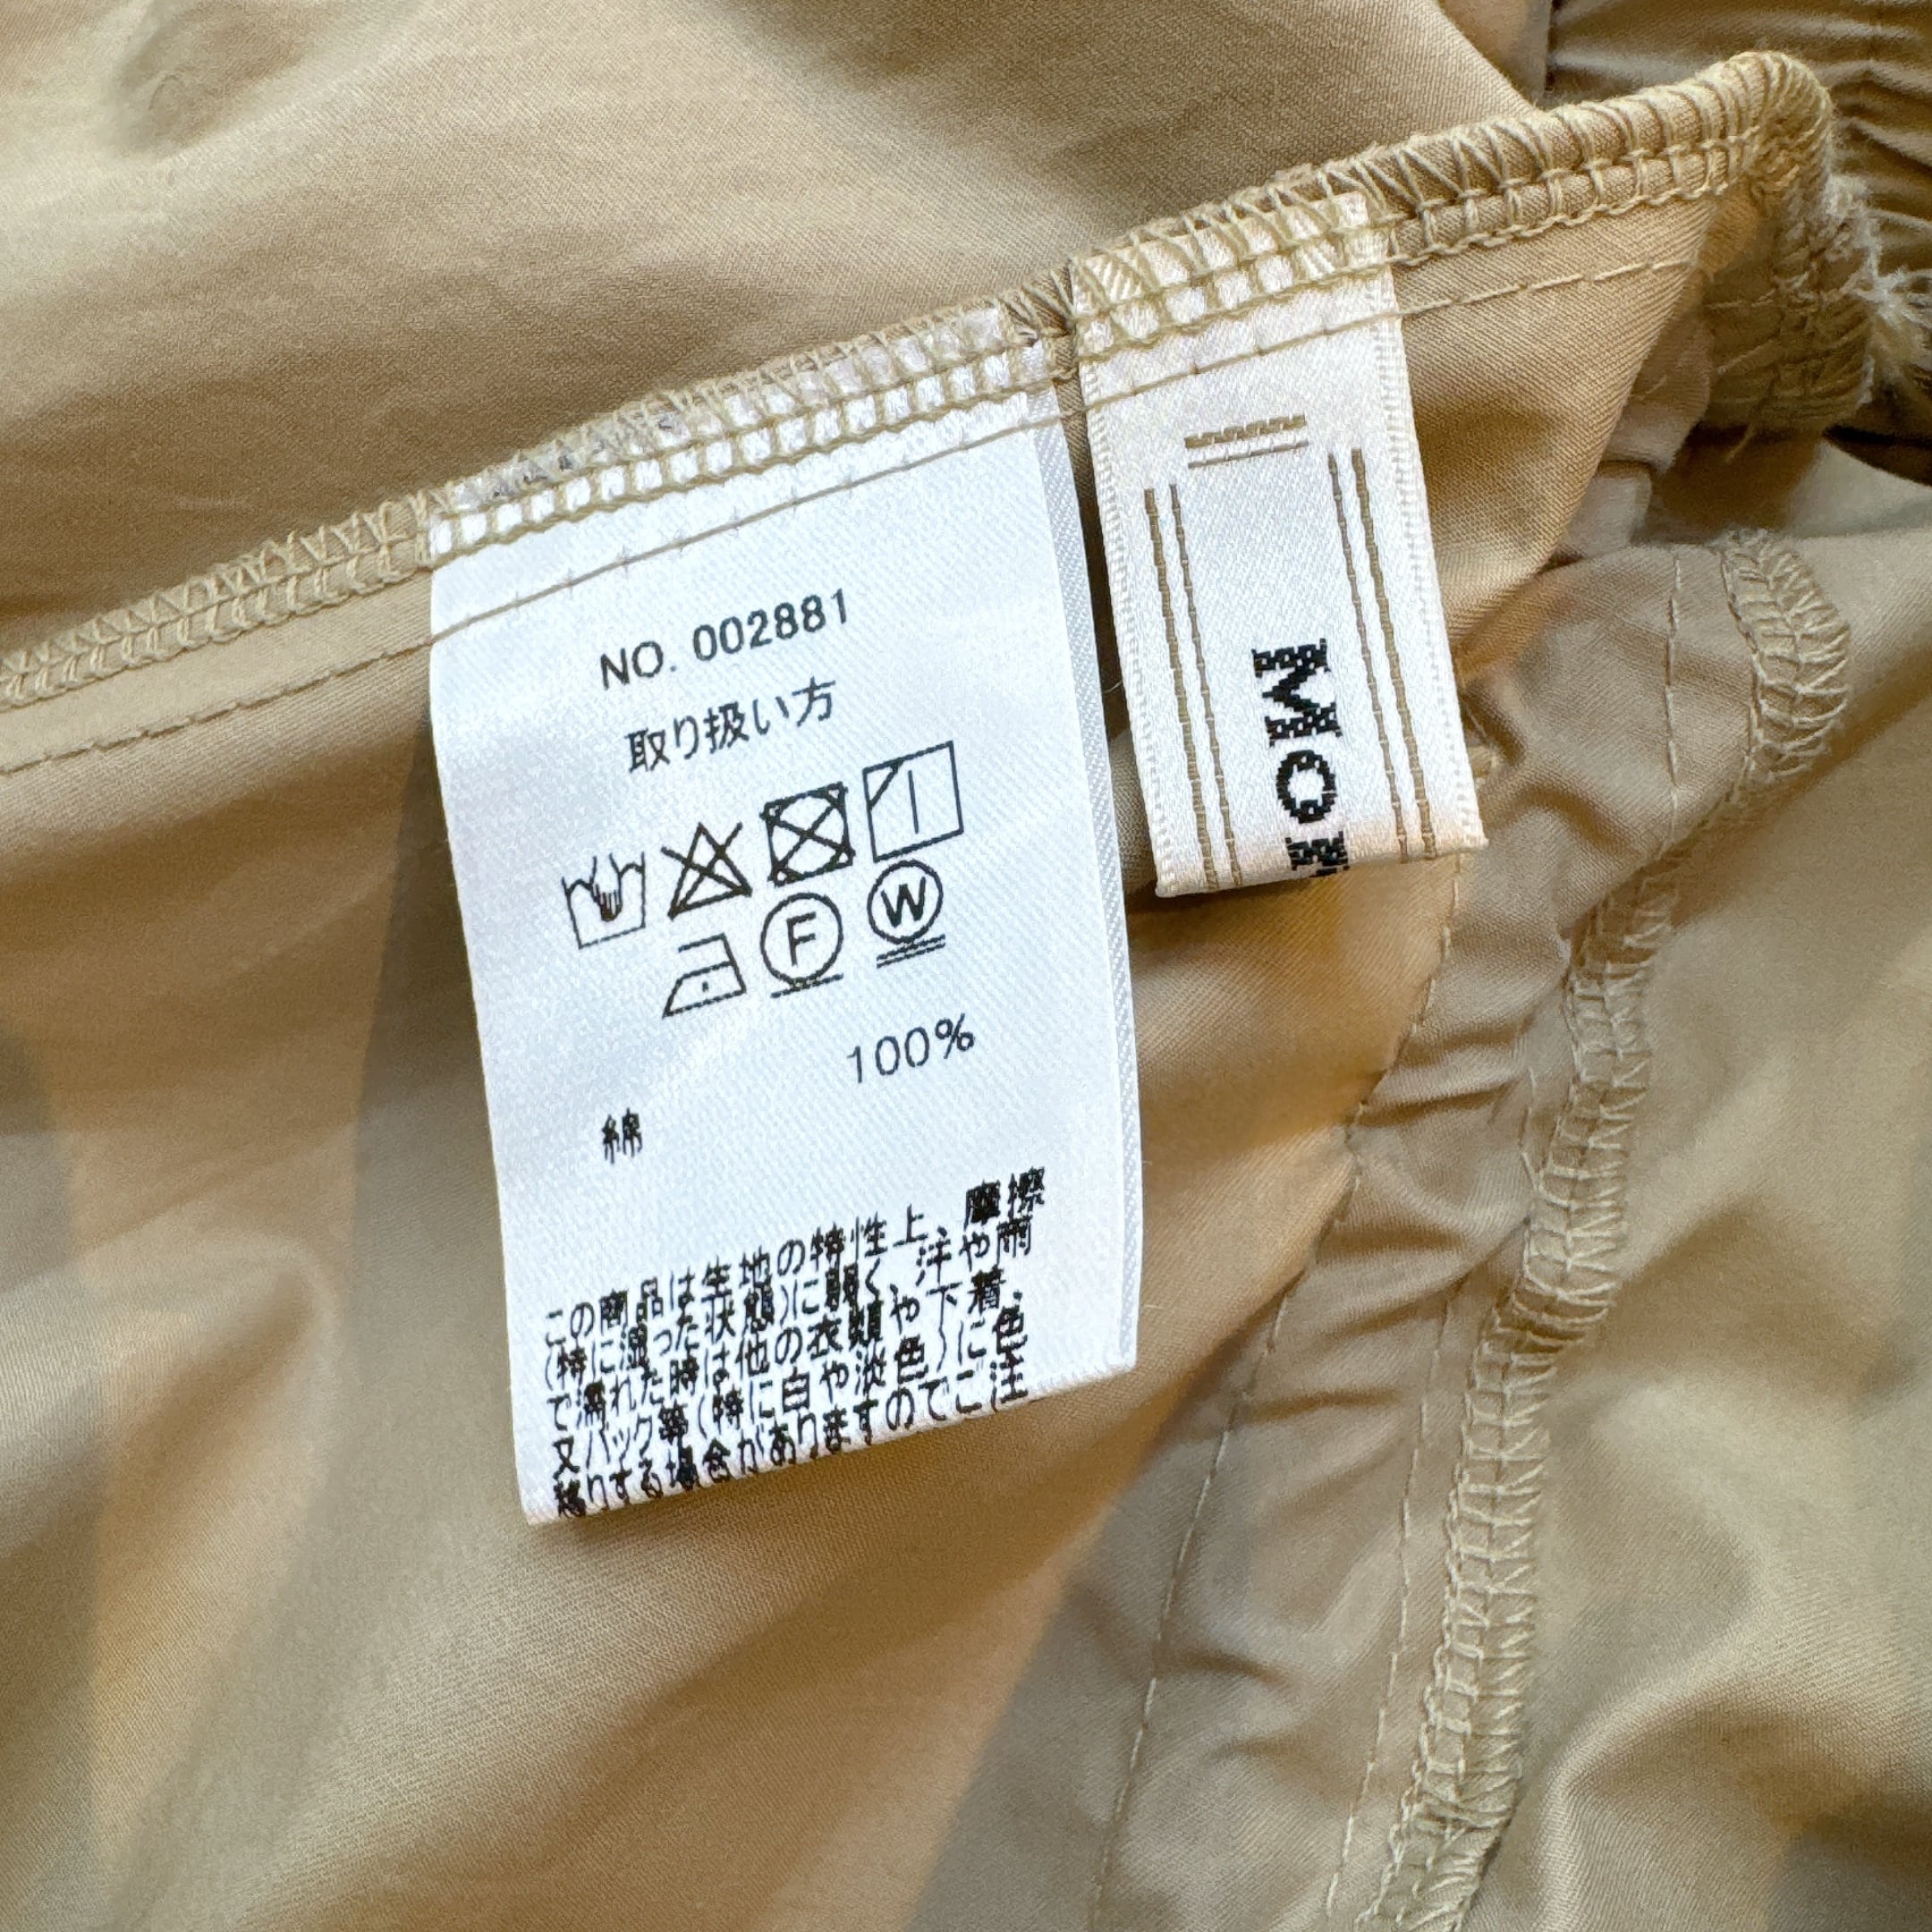 NO. 002881
取り扱い方
F W
100%
綿
この商品は生地の特性上、摩擦
(特に湿った状態)に弱く、汗や雨
で濡れた時は他の衣類や下着、
又バック等(特に白や淡色)に色
移りする場合がありますのでご注